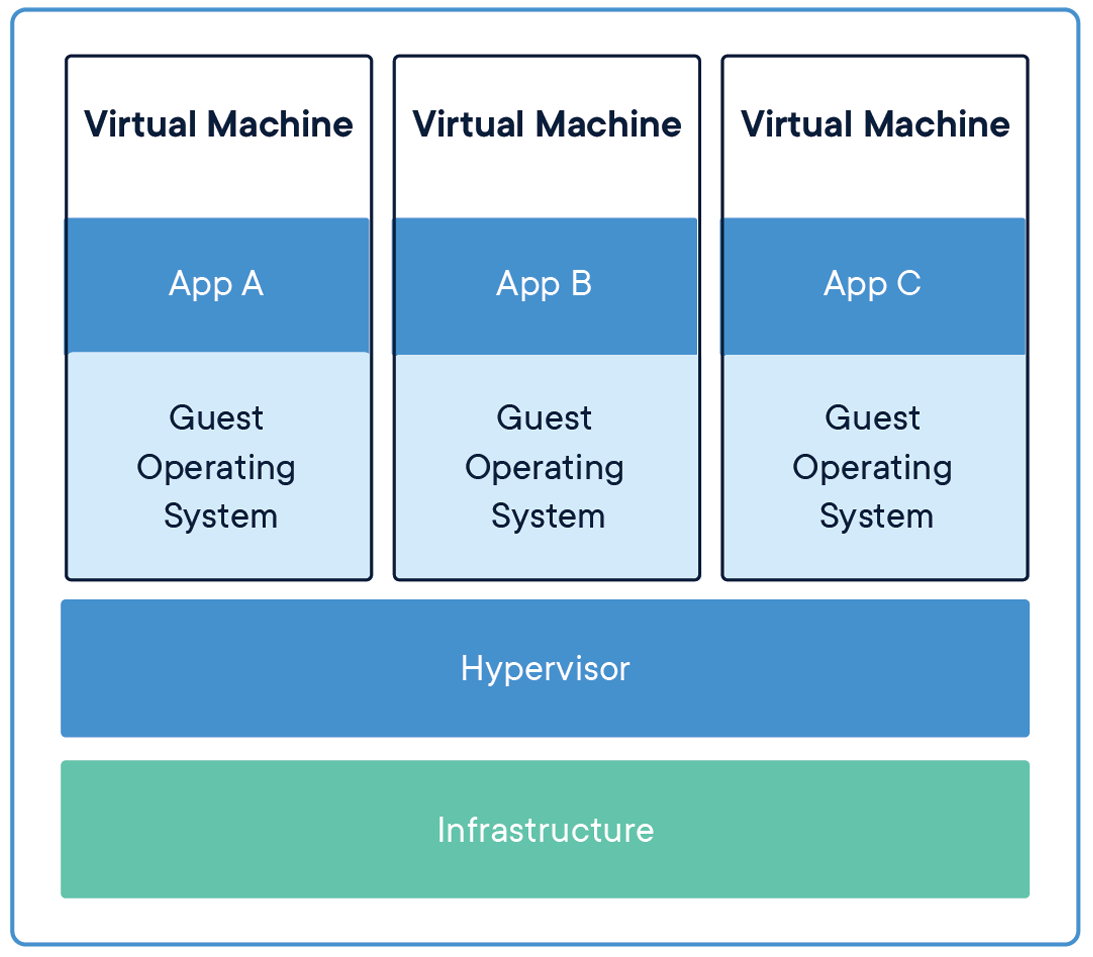 Virtual Machine
Virtual Machine
Virtual Machine
App A
App B
App C
Guest
Operating
System
Guest
Operating
System
Guest
Operating
System
Hypervisor
Infrastructure